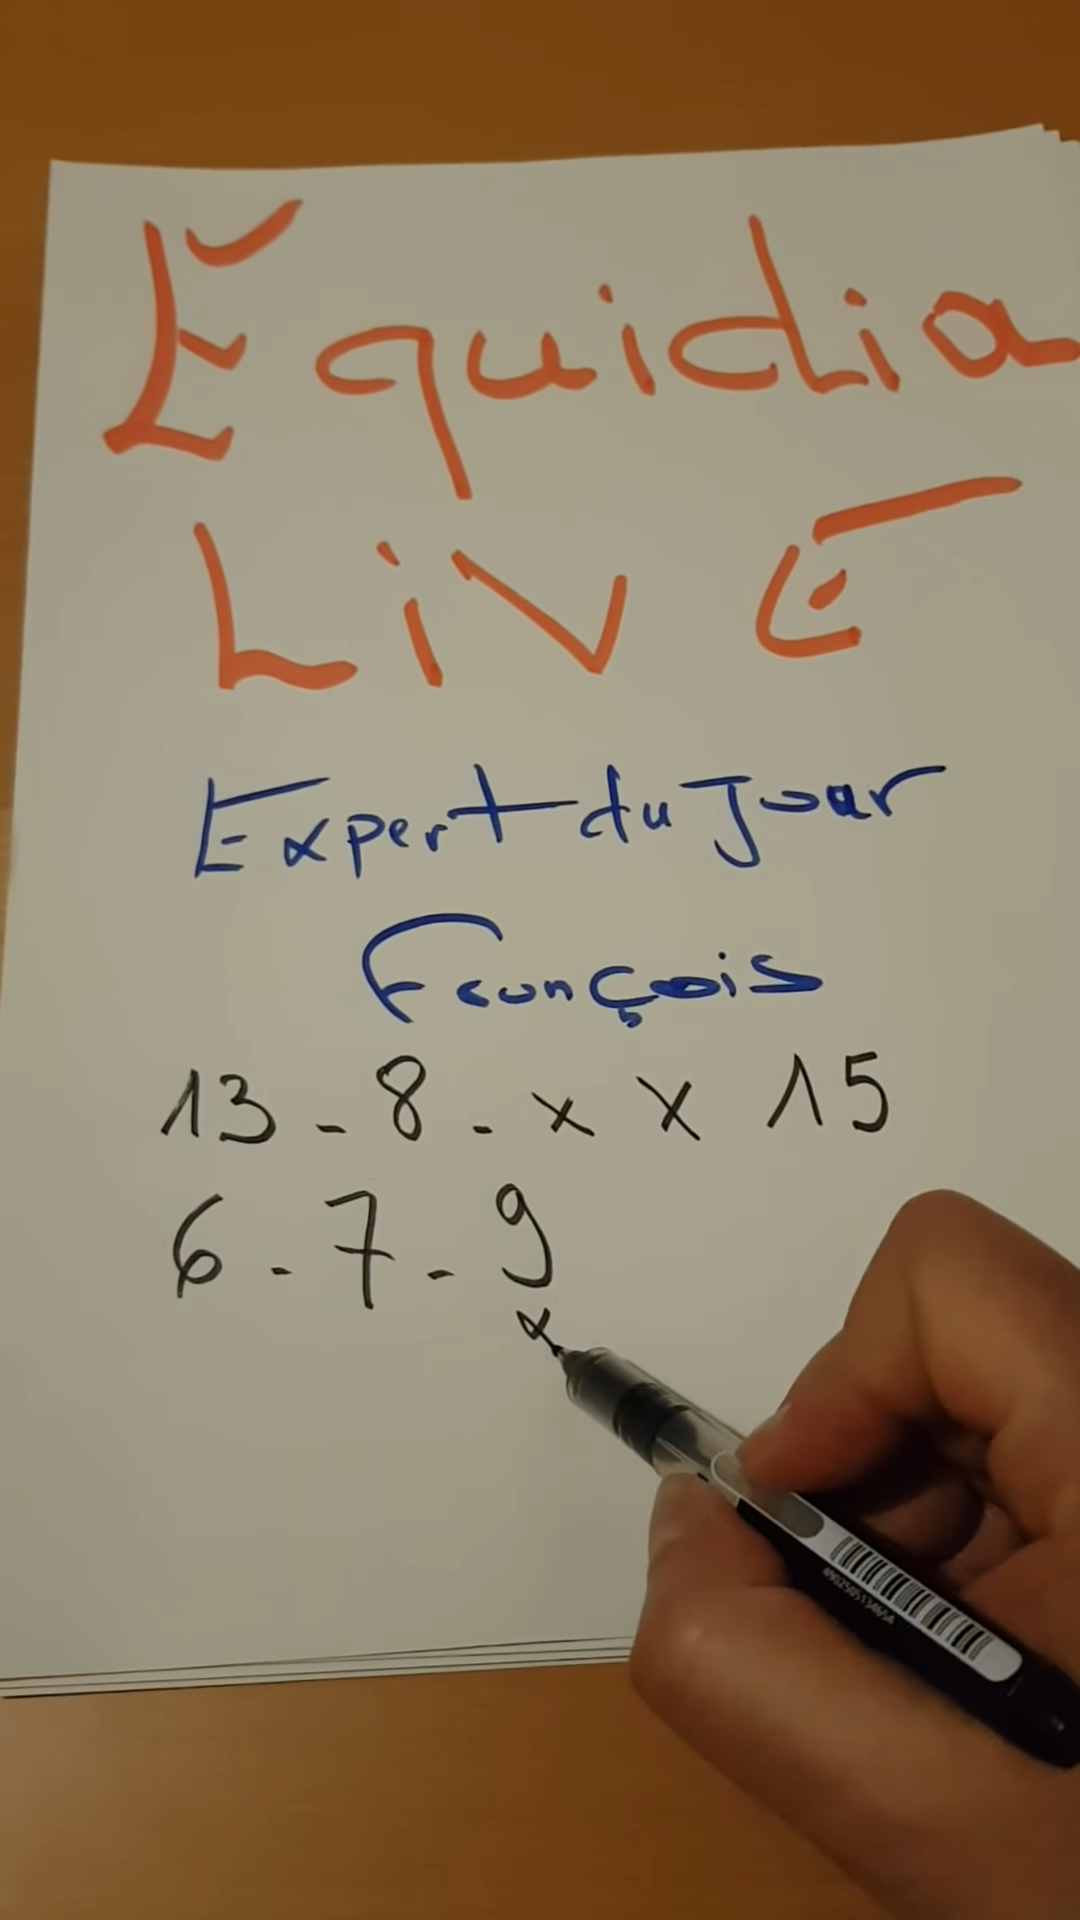 Equidia
LiVE
Expert du Jour
François
13 - 8 - x x 15
6 - 7 - 9
x